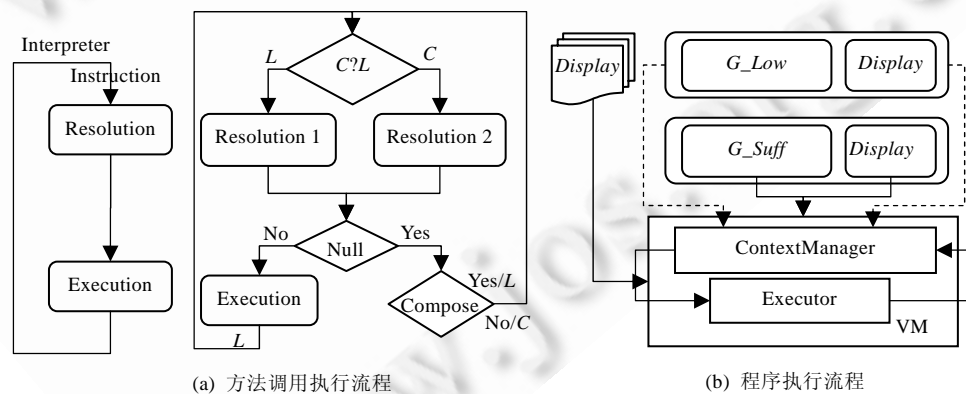 Interpreter
Instruction
Resolution
Execution
C?L
L
C
Resolution 1
Resolution 2
Null
No
Yes
Execution
L
Compose
Yes/L
No/C
(a) 方法调用执行流程
Display
G_Low
Display
G_Suff
Display
ContextManager
Executor
VM
(b) 程序执行流程